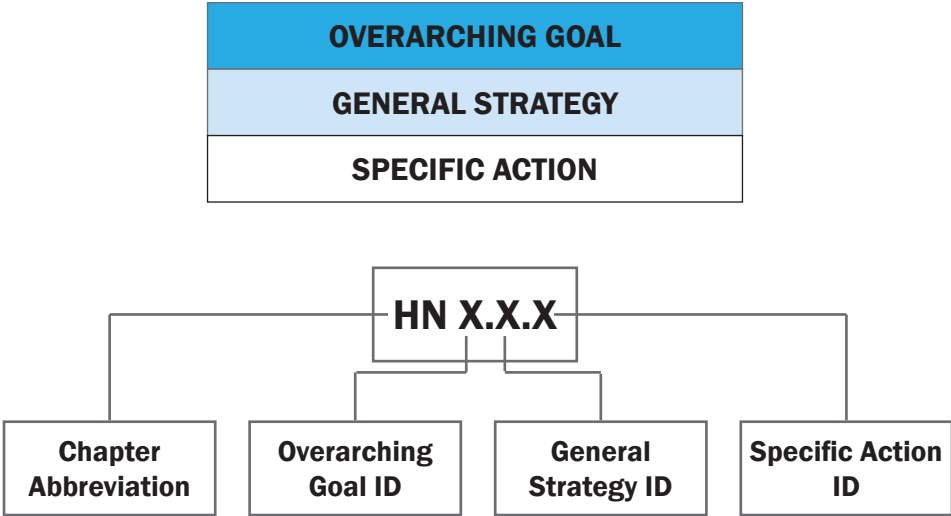 OVERARCHING GOAL
GENERAL STRATEGY
SPECIFIC ACTION
HN X.X.X
Chapter
Abbreviation
Overarching
Goal ID
General
Strategy ID
Specific Action
ID